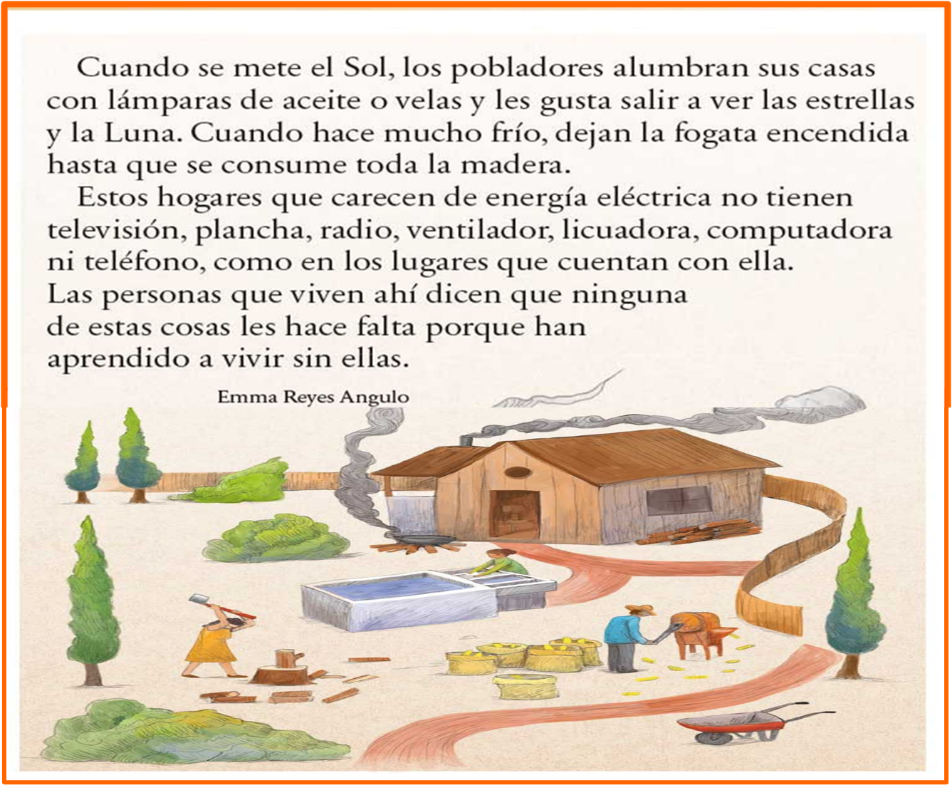 Cuando se mete el Sol, los pobladores alumbran sus casas
con lámparas de aceite o velas y les gusta salir a ver las estrellas
y la Luna. Cuando hace mucho frío, dejan la fogata encendida
hasta que se consume toda la madera.
Estos hogares que carecen de energía eléctrica no tienen
televisión, plancha, radio, ventilador, licuadora, computadora
ni teléfono, como en los lugares que cuentan con ella.
Las personas que viven ahí dicen que ninguna
de estas cosas les hace falta porque han
aprendido a vivir sin ellas.
Emma Reyes Angulo